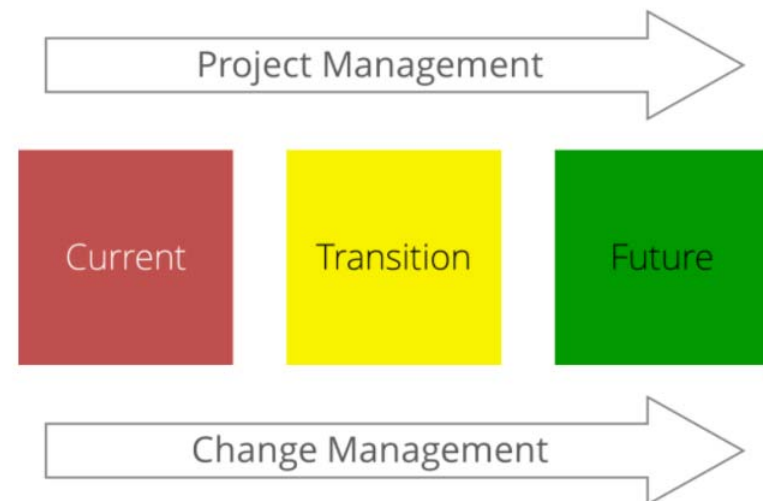 Project Management
Current
Transition
Future
Change Management